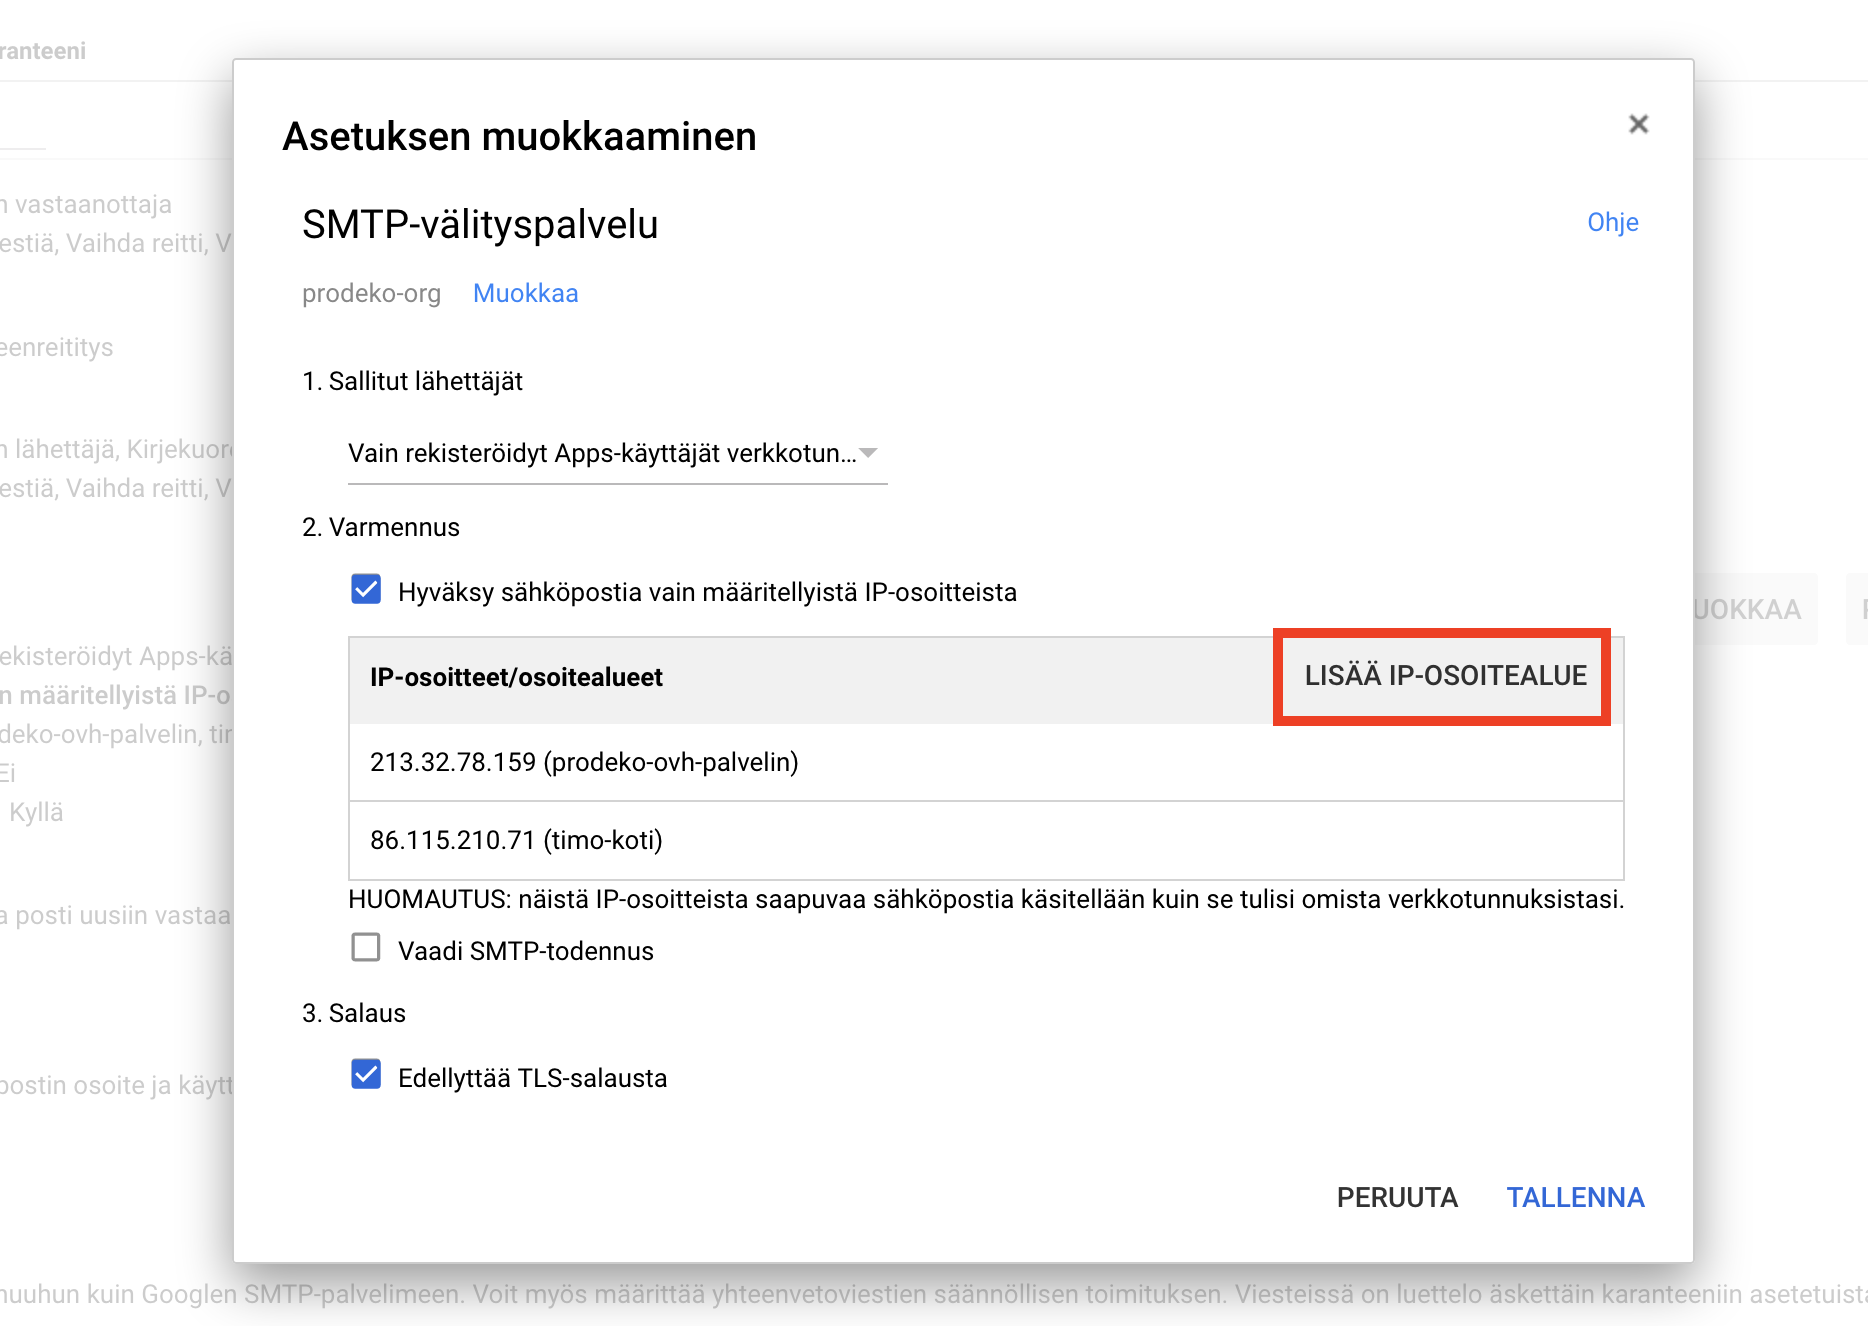 ranteeni
Asetuksen muokkaaminen
n vastaanottaja
estiä, Vaihda reitti, V
SMTP-välityspalvelu
Ohje
prodeko-org Muokkaa
eenreititys
1. Sallitut lähettäjät
n lähettäjä, Kirjekuor
Vain rekisteröidyt Apps-käyttäjät verkkotun...
estiä, Vaihda reitti, V
2. Varmennus
Hyväksy sähköpostia vain määritellyistä IP-osoitteista
UOKKAA
ekisteröidyt Apps-kä
n määritellyistä IP-o
IP-osoitteet/osoitealueet
LISÄÄ IP-OSOITEALUE
deko-ovh-palvelin, tir
213.32.78.159 (prodeko-ovh-palvelin)
Ei
Kyllä
86.115.210.71 (timo-koti)
HUOMAUTUS: näistä IP-osoitteista saapuvaa sähköpostia käsitellään kuin se tulisi omista verkkotunnuksistasi.
a posti uusiin vastaa
Vaadi SMTP-todennus
3. Salaus
postin osoite ja käytt
Edellyttää TLS-salausta
PERUUTA TALLENNA
muuhun kuin Googlen SMTP-palvelimeen. Voit myös määrittää yhteenvetoviestien säännöllisen toimituksen. Viesteissä on luettelo äskettäin karanteeniin asetetuista